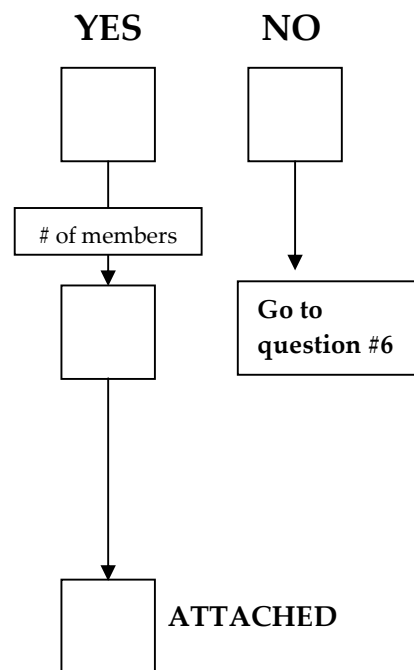 YES NO
# of members
Go to
question #6
ATTACHED